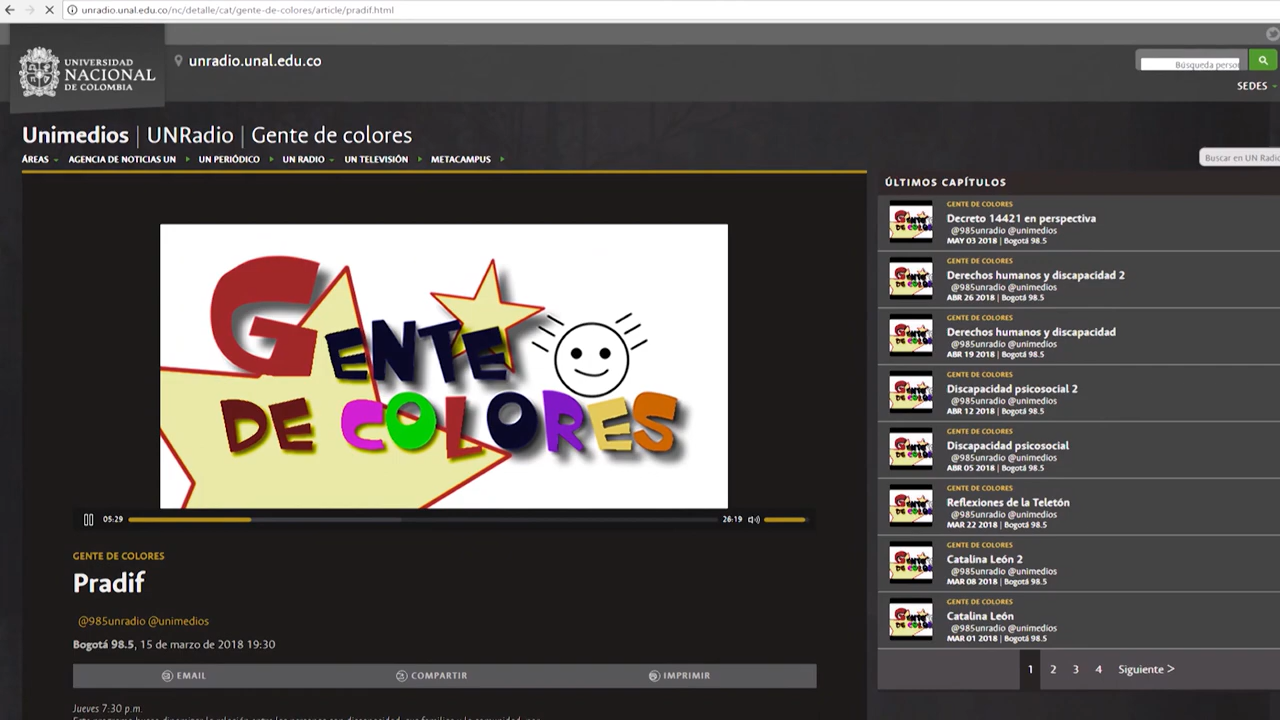 unradio.unal.edu.co/nc/detalle/cat/gente-de-colores/article/pradif.html
UNIVERSIDAD
NACIONAL
DE COLOMBIA
unradio.unal.edu.co
Búsqueda perso
SEDES
Unimedios | UNRadio | Gente de colores
ÁREAS AGENCIA DE NOTICIAS UN UN PERIÓDICO UN RADIO UN TELEVISIÓN METACAMPUS
Buscar en UN Radio
GENTE
DE COLORES
05:29 26:19
GENTE DE COLORES
Pradif
@985unradio @unimedios
Bogotá 98.5, 15 de marzo de 2018 19:30
EMAIL COMPARTIR IMPRIMIR
Jueves 7:30 p.m.
ÚLTIMOS CAPÍTULOS
GENTE DE COLORES
Decreto 14421 en perspectiva
@985unradio @unimedios
MAY 03 2018 | Bogotá 98.5
GENTE DE COLORES
Derechos humanos y discapacidad 2
@985unradio @unimedios
ABR 26 2018 | Bogotá 98.5
GENTE DE COLORES
Derechos humanos y discapacidad
@985unradio @unimedios
ABR 19 2018 | Bogotá 98.5
GENTE DE COLORES
Discapacidad psicosocial 2
@985unradio @unimedios
ABR 12 2018 | Bogotá 98.5
GENTE DE COLORES
Discapacidad psicosocial
@985unradio @unimedios
ABR 05 2018 | Bogotá 98.5
GENTE DE COLORES
Reflexiones de la Teletón
@985unradio @unimedios
MAR 22 2018 | Bogotá 98.5
GENTE DE COLORES
Catalina León 2
@985unradio @unimedios
MAR 08 2018 | Bogotá 98.5
GENTE DE COLORES
Catalina León
@985unradio @unimedios
MAR 01 2018 | Bogotá 98.5
1 2 3 4 Siguiente >